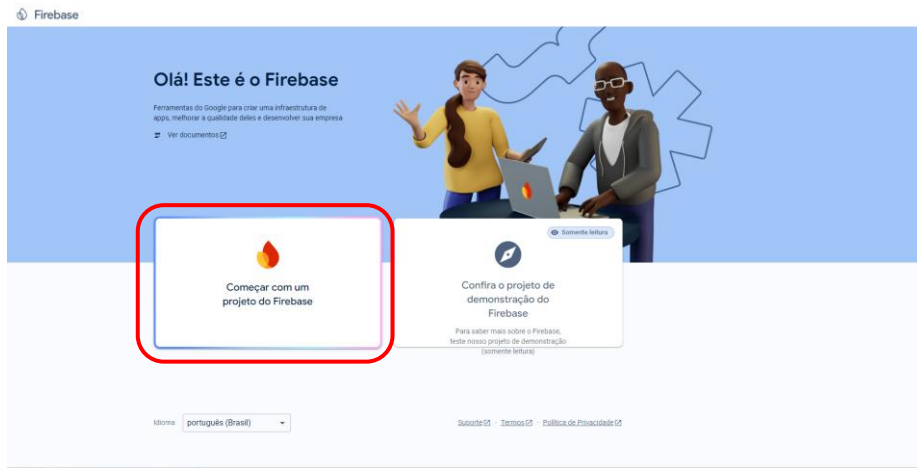 Firebase
Olá! Este é o Firebase
Ferramentas do Google para criar uma infraestrutura de
apps, melhorar a qualidade deles e desenvolver sua empresa
Ver documentos
Somente leitura
Começar com um
projeto do Firebase
Confira o projeto de
demonstração do
Firebase
Para saber mais sobre o Firebase,
teste nosso projeto de demonstração
(somente leitura)
Idioma português (Brasil)
Suporte · Termos · Política de Privacidade